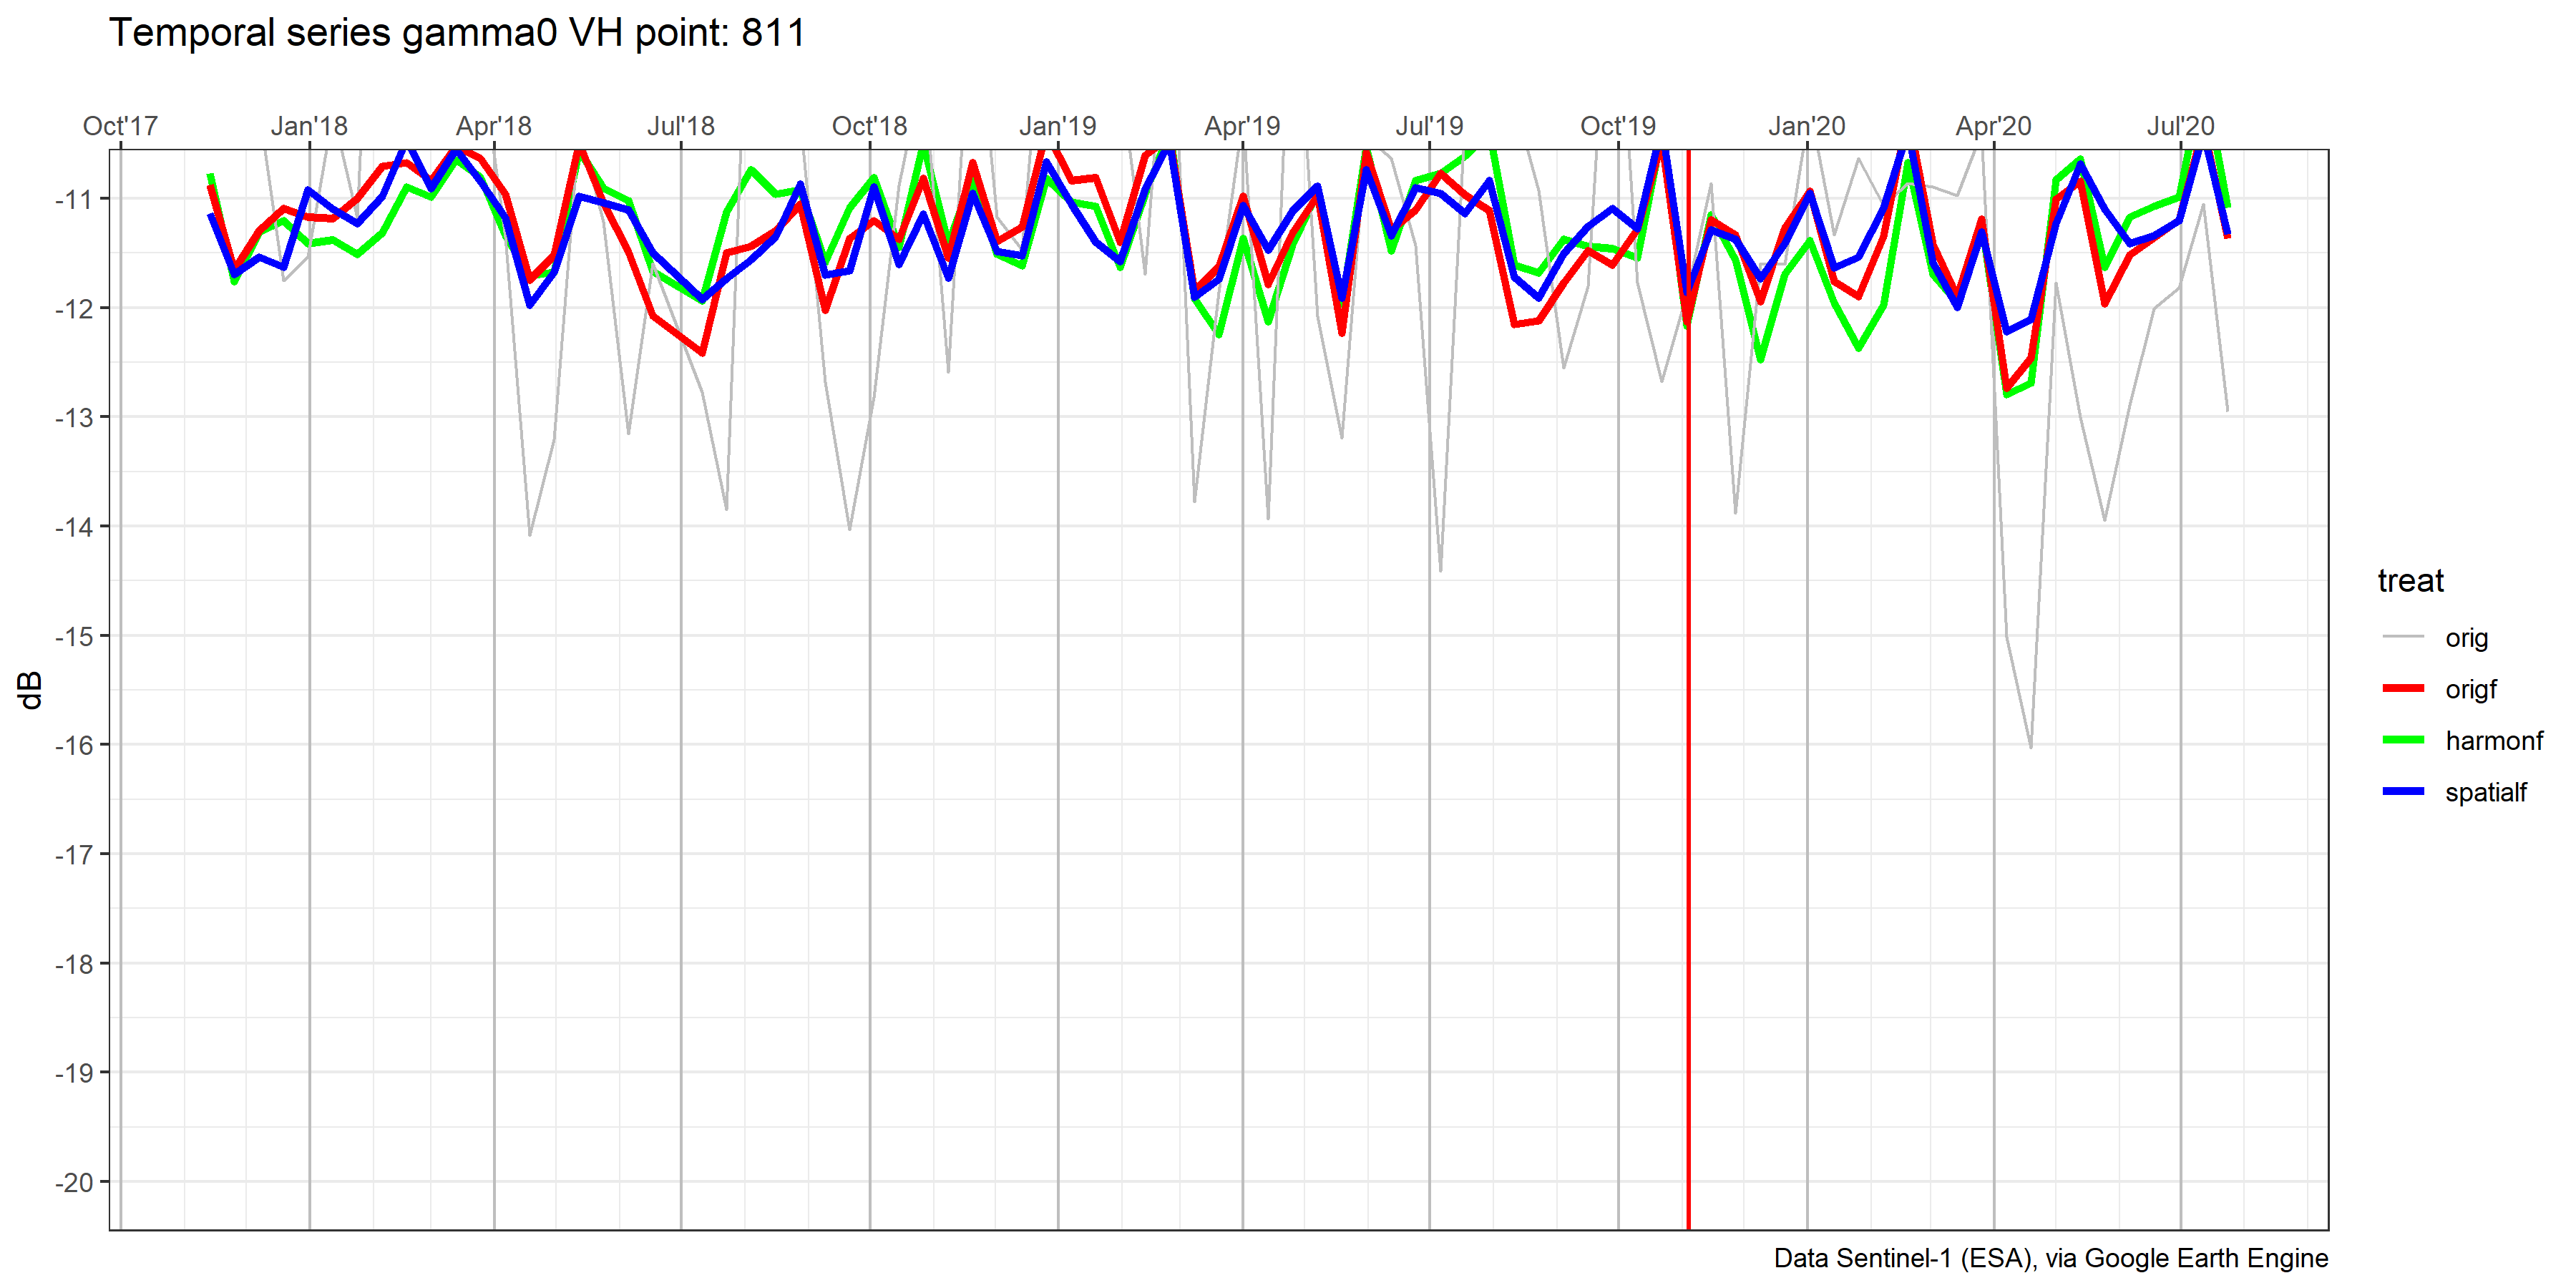 Temporal series gamma0 VH point: 811
Oct'17 Jan'18 Apr'18 Jul'18 Oct'18 Jan'19 Apr'19 Jul'19 Oct'19 Jan'20 Apr'20 Jul'20
-11
-12
-13
-14
-15
-16
-17
-18
-19
-20
dB
treat
orig
origf
harmonf
spatialf
Data Sentinel-1 (ESA), via Google Earth Engine